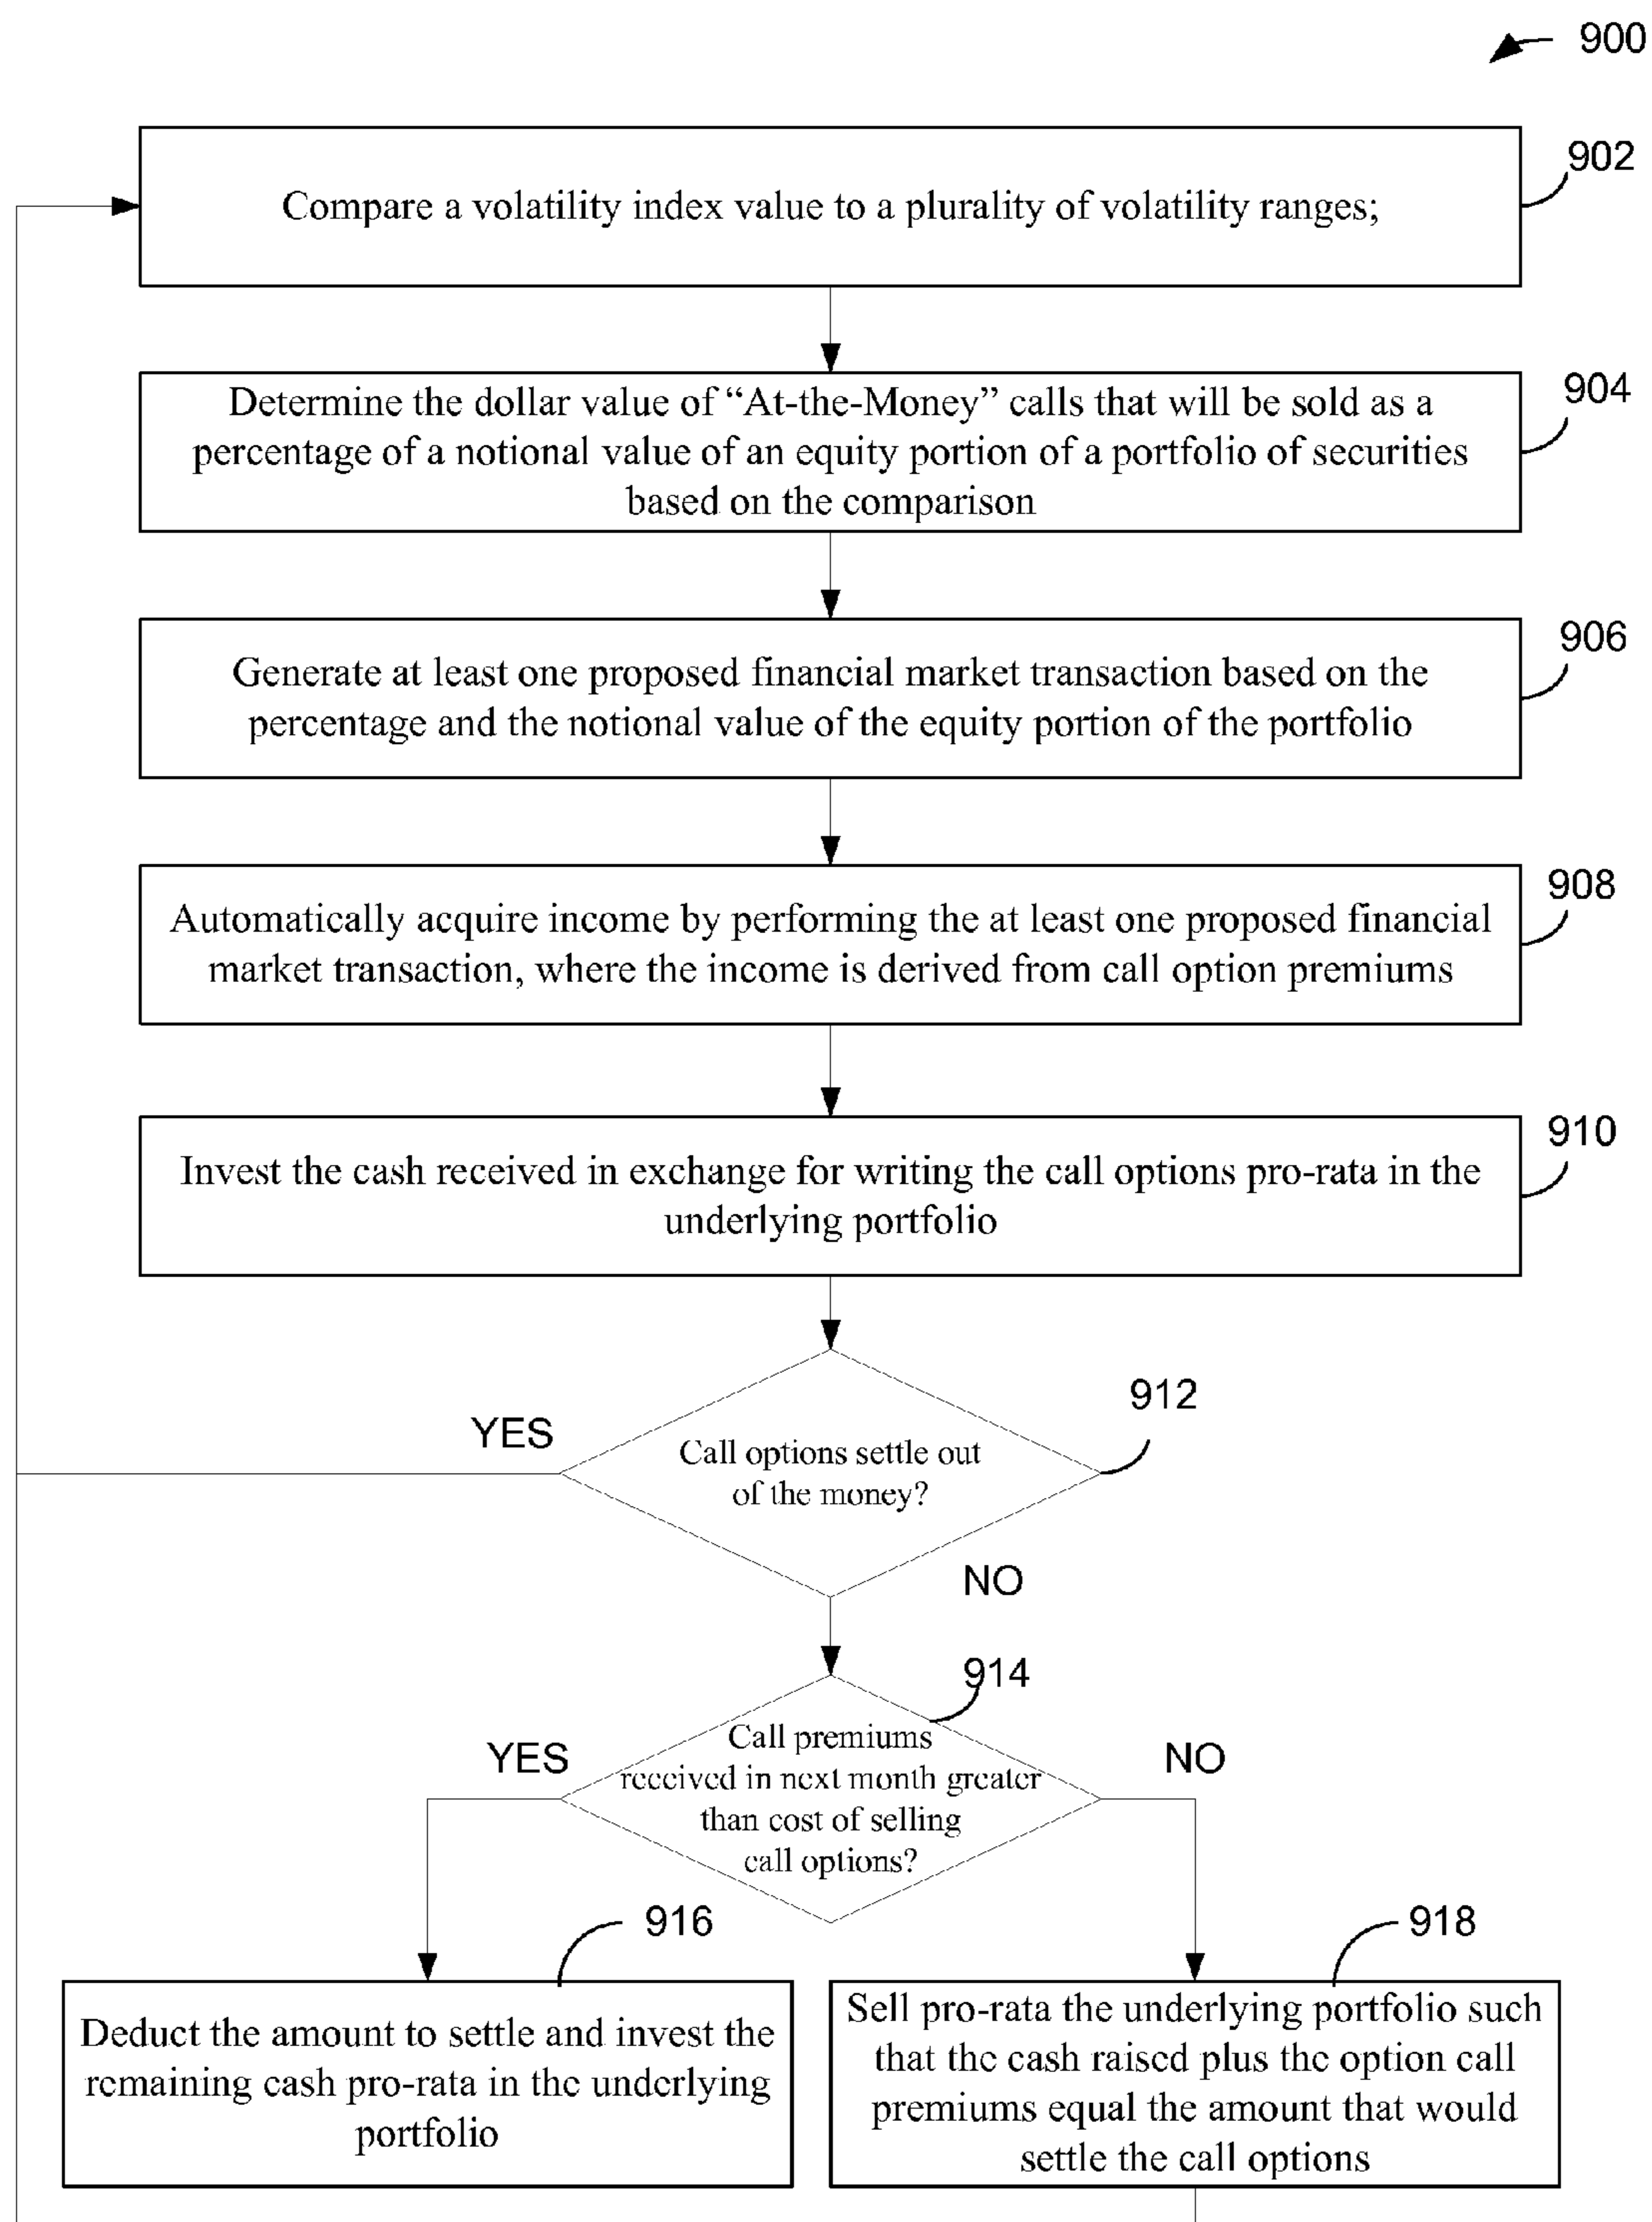 900
902
Compare a volatility index value to a plurality of volatility ranges;
904
Determine the dollar value of “At-the-Money” calls that will be sold as a
percentage of a notional value of an equity portion of a portfolio of securities
based on the comparison
906
Generate at least one proposed financial market transaction based on the
percentage and the notional value of the equity portion of the portfolio
908
Automatically acquire income by performing the at least one proposed financial
market transaction, where the income is derived from call option premiums
910
Invest the cash received in exchange for writing the call options pro-rata in the
underlying portfolio
912
YES
Call options settle out
of the money?
NO
914
Call premiums
received in next month greater
than cost of selling
call options?
YES
NO
916
918
Deduct the amount to settle and invest the
remaining cash pro-rata in the underlying
portfolio
Sell pro-rata the underlying portfolio such
that the cash raised plus the option call
premiums equal the amount that would
settle the call options